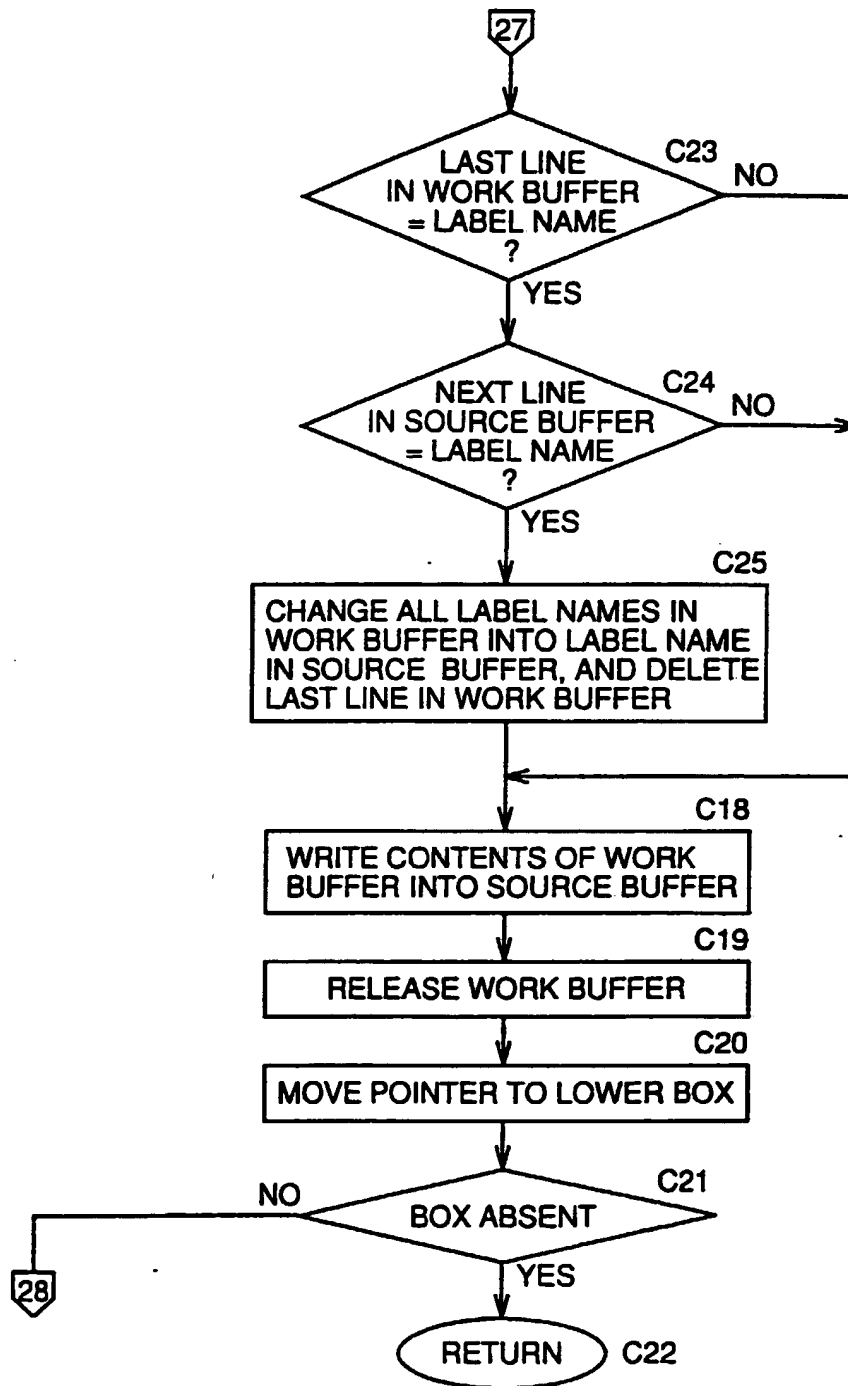 27
C23
LAST LINE
IN WORK BUFFER
= LABEL NAME
?
NO
YES
C24
NEXT LINE
IN SOURCE BUFFER
= LABEL NAME
?
NO
YES
C25
CHANGE ALL LABEL NAMES IN
WORK BUFFER INTO LABEL NAME
IN SOURCE BUFFER, AND DELETE
LAST LINE IN WORK BUFFER
C18
WRITE CONTENTS OF WORK
BUFFER INTO SOURCE BUFFER
C19
RELEASE WORK BUFFER
C20
MOVE POINTER TO LOWER BOX
C21
NO
BOX ABSENT
YES
28
RETURN
C22